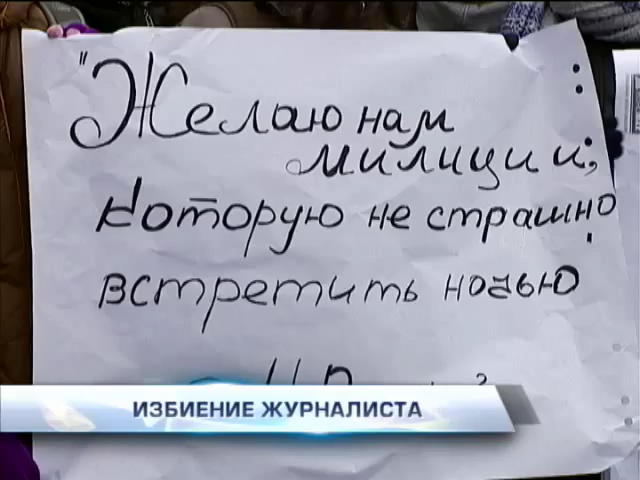 "Желаю нам
милиции,
которую не страшно
встретить ночью
ИЗБИЕНИЕ ЖУРНАЛИСТА